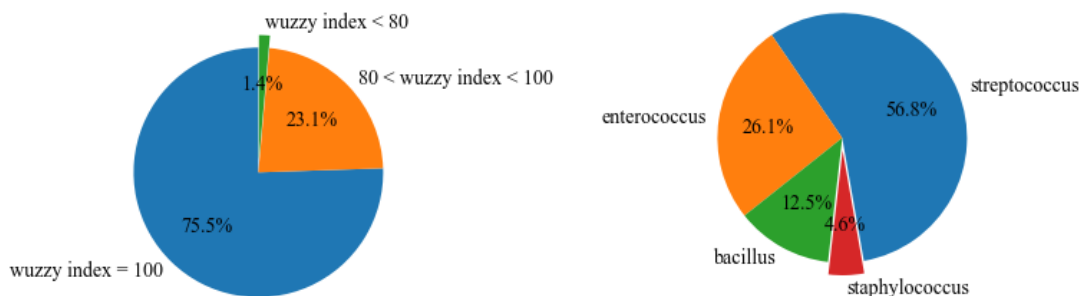 wuzzy index < 80
1.4%
80 < wuzzy index < 100
23.1%
75.5%
wuzzy index = 100
streptococcus
56.8%
enterococcus
26.1%
12.5%
4.6%
bacillus
staphylococcus